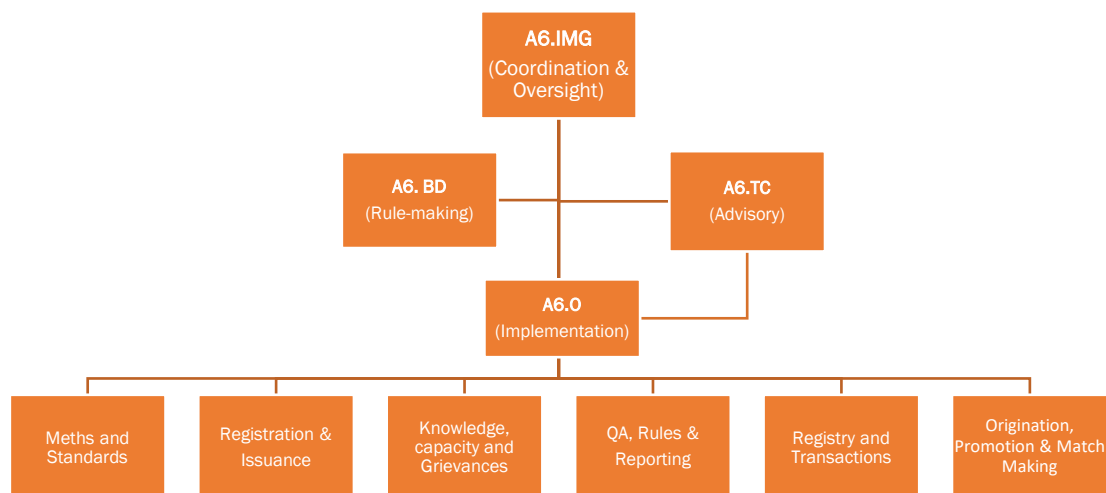 A6.IMG
(Coordination &
Oversight)
A6. BD
(Rule-making)
A6.TC
(Advisory)
A6.O
(Implementation)
Meths and
Standards
Registration &
Issuance
Knowledge,
capacity and
Grievances
QA, Rules &
Reporting
Registry and
Transactions
Origination,
Promotion & Match
Making